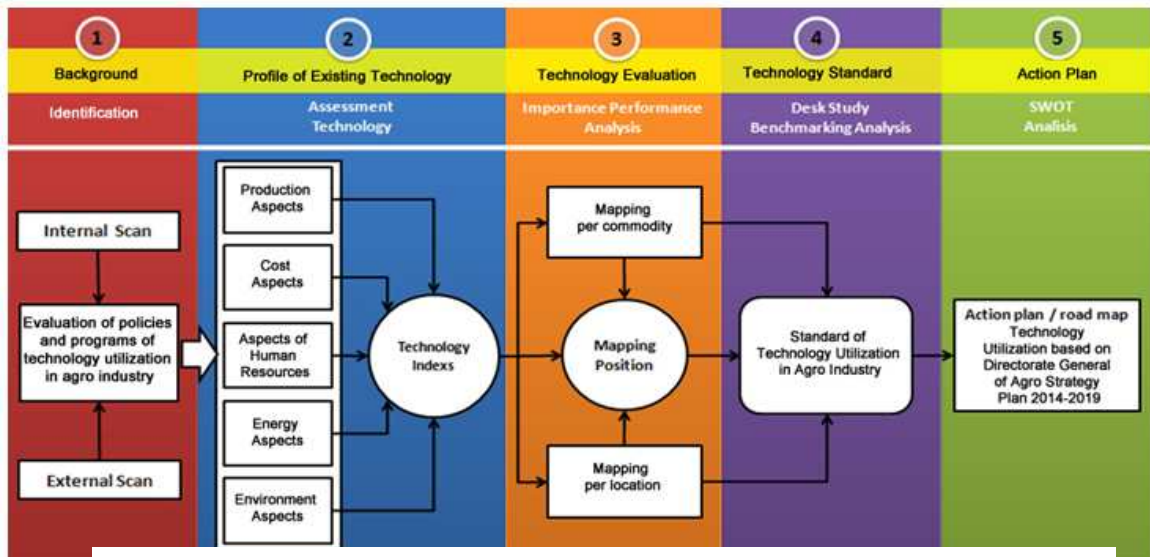 1
Background
Identification
Internal Scan
Evaluation of policies
and programs of
technology utilization
in agro industry
External Scan
2
Profile of Existing Technology
Assessment
Technology
Production
Aspects
Cost
Aspects
Aspects of
Human
Resources
Energy
Aspects
Environment
Aspects
Technology
Indexs
3
Technology Evaluation
Importance Performance
Analysis
Mapping
per commodity
Mapping
Position
Mapping
per location
4
Technology Standard
Desk Study
Benchmarking Analysis
Standard of
Technology Utilization
in Agro Industry
5
Action Plan
SWOT
Analisis
Action plan / road map
Technology
Utilization based on
Directorate General
of Agro Strategy
Plan 2014-2019